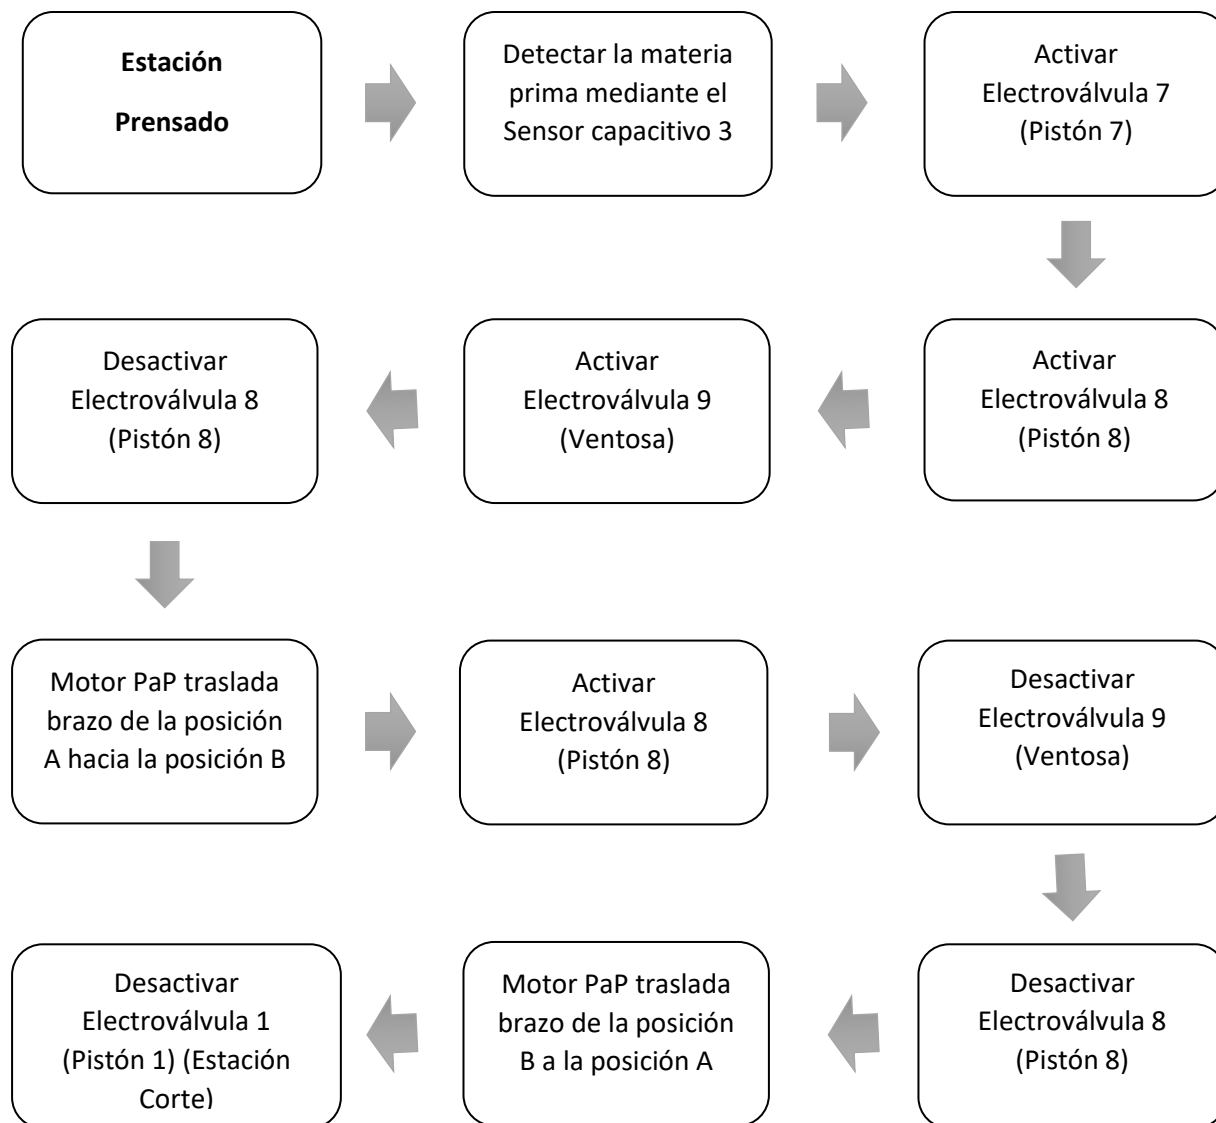 Estación
Prensado
Detectar la materia
prima mediante el
Sensor capacitivo 3
Activar
Electroválvula 7
(Pistón 7)
Activar
Electroválvula 8
(Pistón 8)
Activar
Electroválvula 9
(Ventosa)
Desactivar
Electroválvula 8
(Pistón 8)
Motor PaP traslada
brazo de la posición
A hacia la posición B
Activar
Electroválvula 8
(Pistón 8)
Desactivar
Electroválvula 9
(Ventosa)
Desactivar
Electroválvula 8
(Pistón 8)
Motor PaP traslada
brazo de la posición
B a la posición A
Desactivar
Electroválvula 1
(Pistón 1) (Estación
Corte)